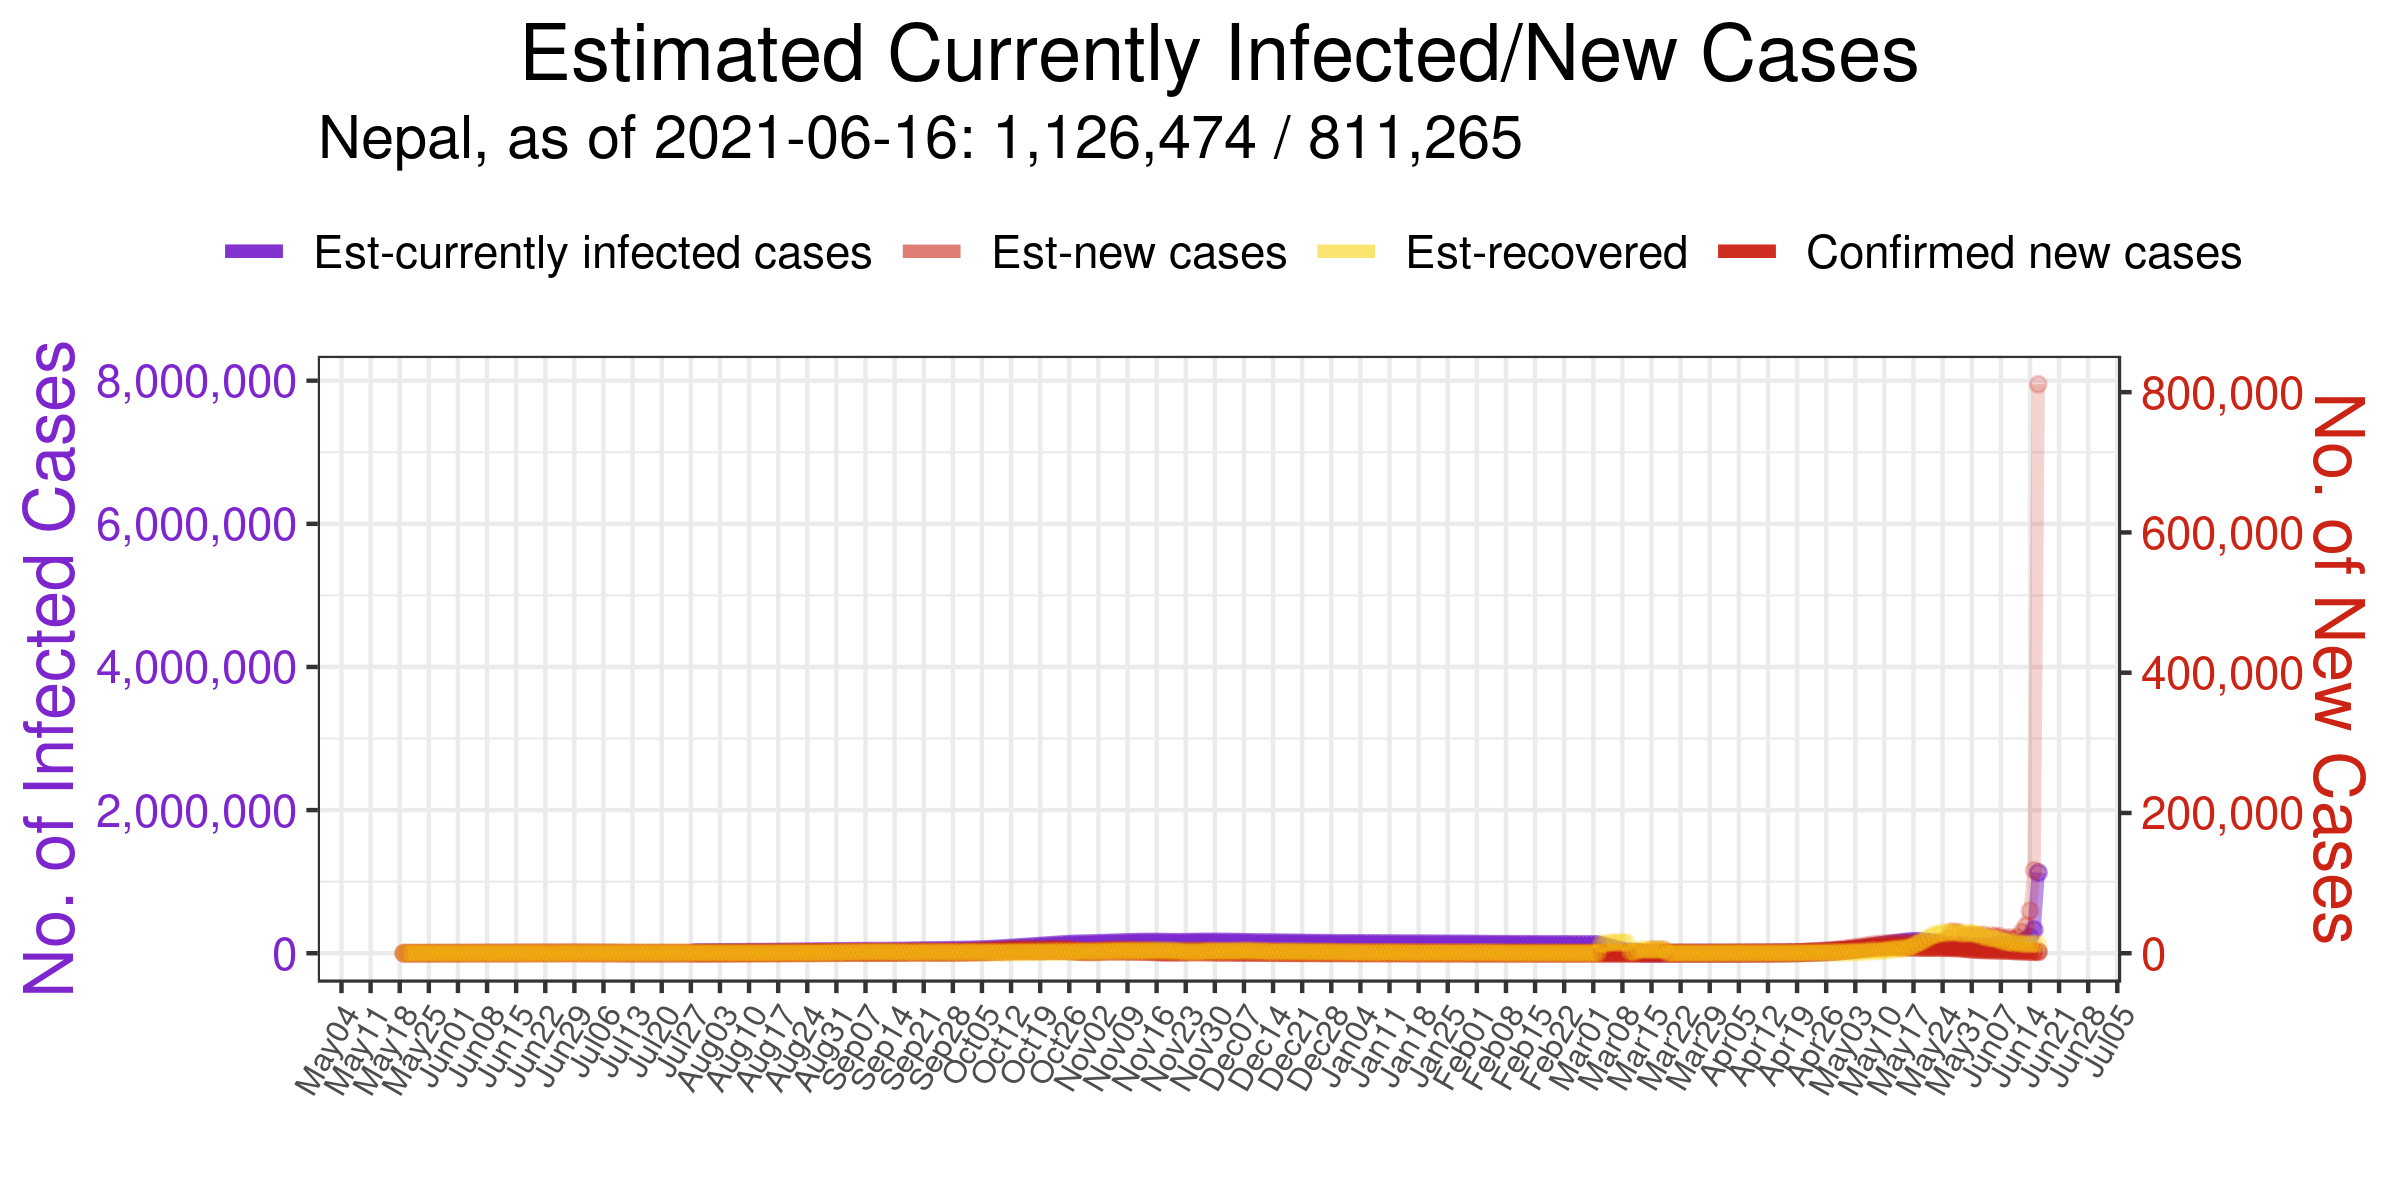 Estimated Currently Infected/New Cases
Nepal, as of 2021-06-16: 1,126,474 / 811,265
Est-currently infected cases
Est-new cases
Est-recovered
Confirmed new cases
No. of Infected Cases
8,000,000
6,000,000
4,000,000
2,000,000
0
800,000
600,000
400,000
200,000
0
No. of New Cases
May04
May11
May18
May25
Jun01
Jun08
Jun15
Jun22
Jun29
Jul06
Jul13
Jul20
Jul27
Aug03
Aug10
Aug17
Aug24
Aug31
Sep07
Sep14
Sep21
Sep28
Oct05
Oct12
Oct19
Oct26
Nov02
Nov09
Nov16
Nov23
Nov30
Dec07
Dec14
Dec21
Dec28
Jan04
Jan11
Jan18
Jan25
Feb01
Feb08
Feb15
Feb22
Mar01
Mar08
Mar15
Mar22
Mar29
Apr05
Apr12
Apr19
Apr26
May03
May10
May17
May24
May31
Jun07
Jun14
Jun21
Jun28
Jul05